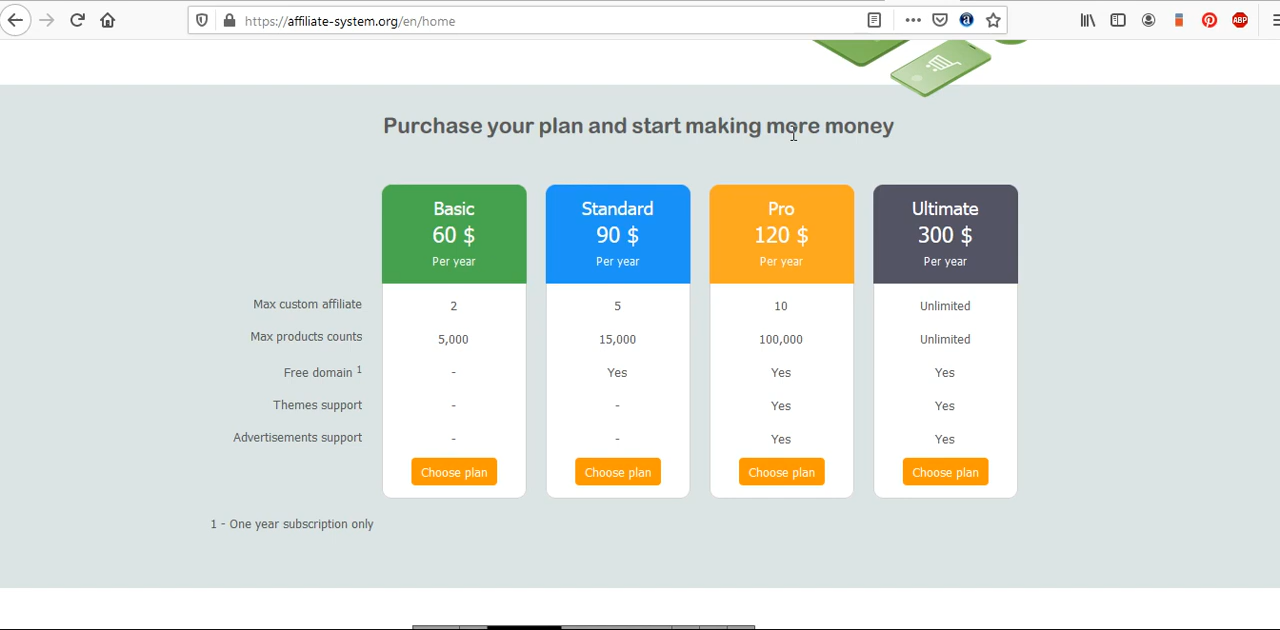 https://affiliate-system.org/en/home
ABP
Purchase your plan and start making more money
Basic Standard Pro Ultimate
60 $ 90 $ 120 $ 300 $
Per year Per year Per year Per year
Max custom affiliate 2 5 10 Unlimited
Max products counts 5,000 15,000 100,000 Unlimited
Free domain 1 - Yes Yes Yes
Themes support - - Yes Yes
Advertisements support - - Yes Yes
Choose plan Choose plan Choose plan Choose plan
1 - One year subscription only